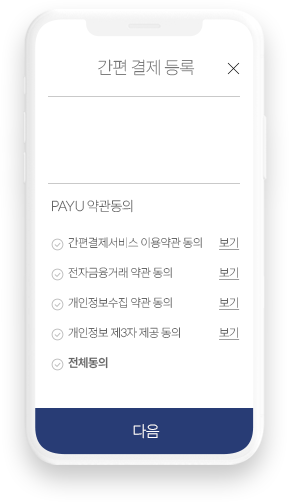 간편 결제 등록
PAYU 약관동의
간편결제서비스 이용약관 동의 보기
전자금융거래 약관 동의 보기
개인정보수집 약관 동의 보기
개인정보 제3자 제공 동의 보기
전체동의
다음